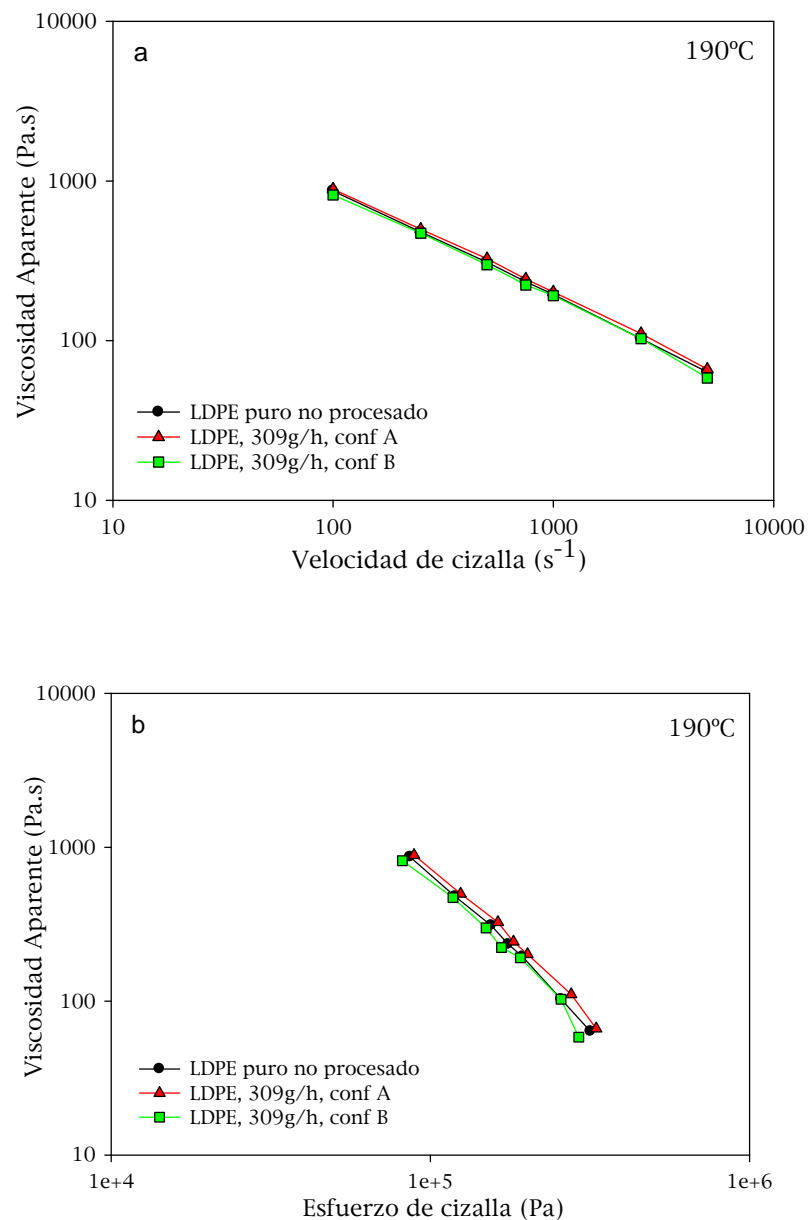 10000
a
190ºC
1000
100
10
Viscosidad Aparente (Pa.s)
LDPE puro no procesado
LDPE, 309g/h, conf A
LDPE, 309g/h, conf B
10
100
1000
10000
Velocidad de cizalla (s-1)
10000
b
190ºC
1000
100
10
Viscosidad Aparente (Pa.s)
LDPE puro no procesado
LDPE, 309g/h, conf A
LDPE, 309g/h, conf B
1e+4
1e+5
1e+6
Esfuerzo de cizalla (Pa)